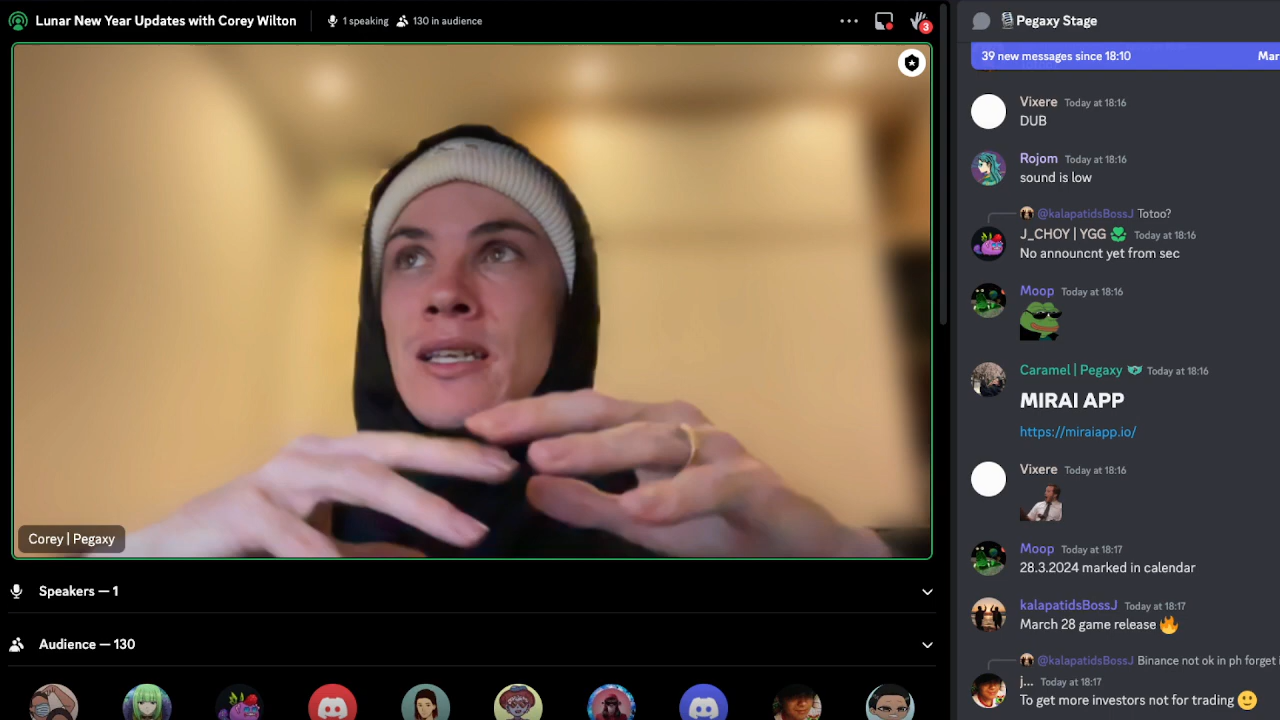 Lunar New Year Updates with Corey Wilton
1 speaking
130 in audience
3
Corey | Pegaxy
Speakers — 1
Audience — 130
Pegaxy Stage
39 new messages since 18:10
Mar
Vixere Today at 18:16
DUB
Rojom Today at 18:16
sound is low
@kalapatidsBossJ Totoo?
J_CHOY | YGG Today at 18:16
No announcnt yet from sec
Moop Today at 18:16
Caramel | Pegaxy Today at 18:16
MIRAI APP
https://miraiapp.io/
Vixere Today at 18:16
Moop Today at 18:17
28.3.2024 marked in calendar
kalapatidsBossJ Today at 18:17
March 28 game release 🔥
@kalapatidsBossJ Binance not ok in ph forget i
j... Today at 18:17
To get more investors not for trading 🙂